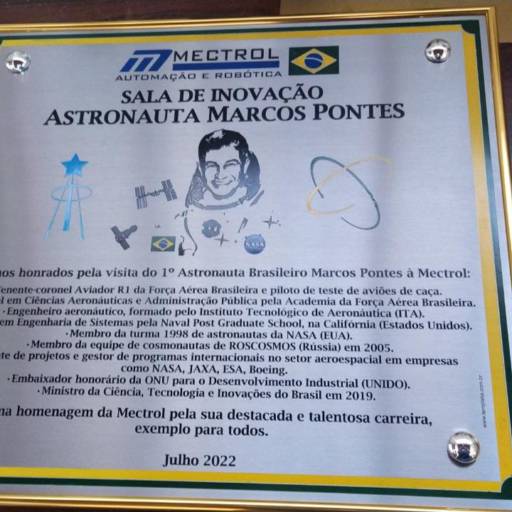 MECTROL
AUTOMAÇÃO E ROBÓTICA
SALA DE INOVAÇÃO
ASTRONAUTA MARCOS PONTES
NASA
honrados pela visita do 1º Astronauta Brasileiro Marcos Pontes à Mectrol:
Tenente-coronel Aviador R1 da Força Aérea Brasileira e piloto de teste de aviões de caça.
em Ciências Aeronáuticas e Administração Pública pela Academia da Força Aérea Brasileira.
·Engenheiro aeronáutico, formado pelo Instituto Tecnológico de Aeronáutica (ITA).
em Engenharia de Sistemas pela Naval Post Graduate School, na Califórnia (Estados Unidos).
·Membro da turma 1998 de astronautas da NASA (EUA).
·Membro da equipe de cosmonautas de ROSCOSMOS (Rússia) em 2005.
de projetos e gestor de programas internacionais no setor aeroespacial em empresas
como NASA, JAXA, ESA, Boeing.
·Embaixador honorário da ONU para o Desenvolvimento Industrial (UNIDO).
·Ministro da Ciência, Tecnologia e Inovações do Brasil em 2019.
homenagem da Mectrol pela sua destacada e talentosa carreira,
exemplo para todos.
Julho 2022